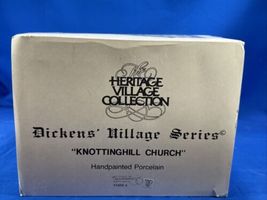 The
HERITAGE
VILLAGE
COLLECTION
Dickens' Village Series©
"KNOTTINGHILL CHURCH"
Handpainted Porcelain